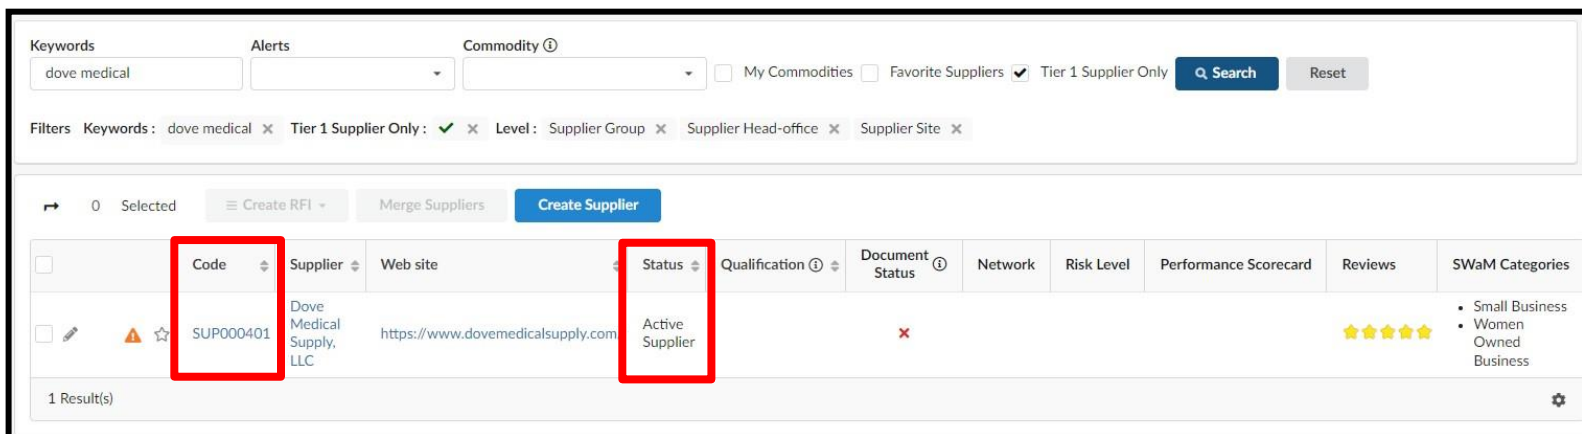 Keywords Alerts Commodity
dove medical My Commodities Favorite Suppliers Tier 1 Supplier Only Search Reset
Filters Keywords : dove medical Tier 1 Supplier Only : Level : Supplier Group Supplier Head-office Supplier Site
0 Selected Create RFI Merge Suppliers Create Supplier
Code Supplier Web site Status Qualification Document Status Network Risk Level Performance Scorecard Reviews SWaM Categories
SUP000401
Dove
Medical
Supply,
LLC
https://www.dovemedicalsupply.com
Active
Supplier
• Small Business
• Women
Owned
Business
1 Result(s)